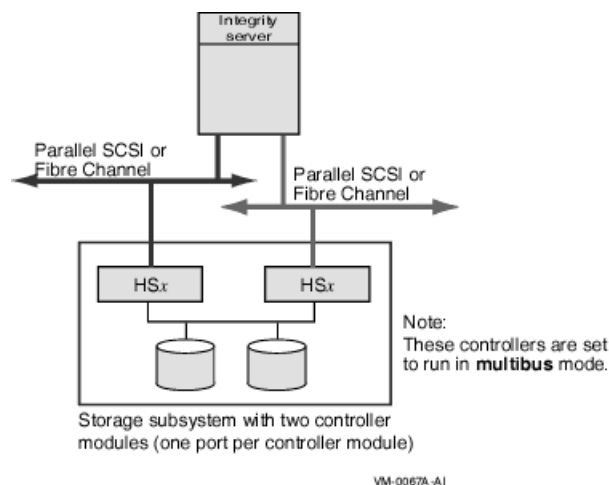 Integrity
server
Parallel SCSI or
Fibre Channel
Parallel SCSI or
Fibre Channel
HSx
HSx
Note:
These controllers are set
to run in multibus mode.
Storage subsystem with two controller
modules (one port per controller module)
VM-0067A-AI